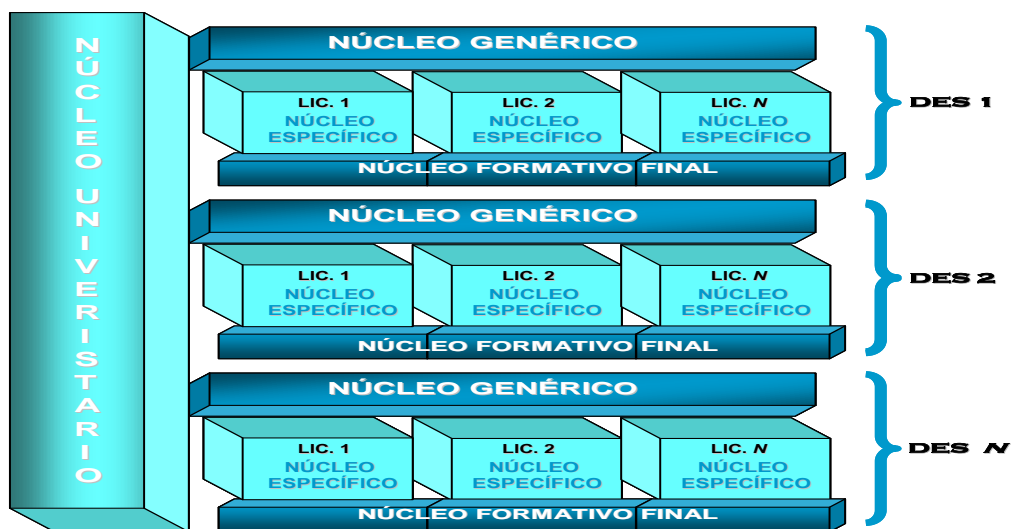 NÚCLEO UNIVERISTARIO
NÚCLEO GENÉRICO
LIC. 1
NÚCLEO
ESPECÍFICO
LIC. 2
NÚCLEO
ESPECÍFICO
LIC. N
NÚCLEO
ESPECÍFICO
NÚCLEO FORMATIVO FINAL
DES 1
NÚCLEO GENÉRICO
LIC. 1
NÚCLEO
ESPECÍFICO
LIC. 2
NÚCLEO
ESPECÍFICO
LIC. N
NÚCLEO
ESPECÍFICO
NÚCLEO FORMATIVO FINAL
DES 2
NÚCLEO GENÉRICO
LIC. 1
NÚCLEO
ESPECÍFICO
LIC. 2
NÚCLEO
ESPECÍFICO
LIC. N
NÚCLEO
ESPECÍFICO
NÚCLEO FORMATIVO FINAL
DES N